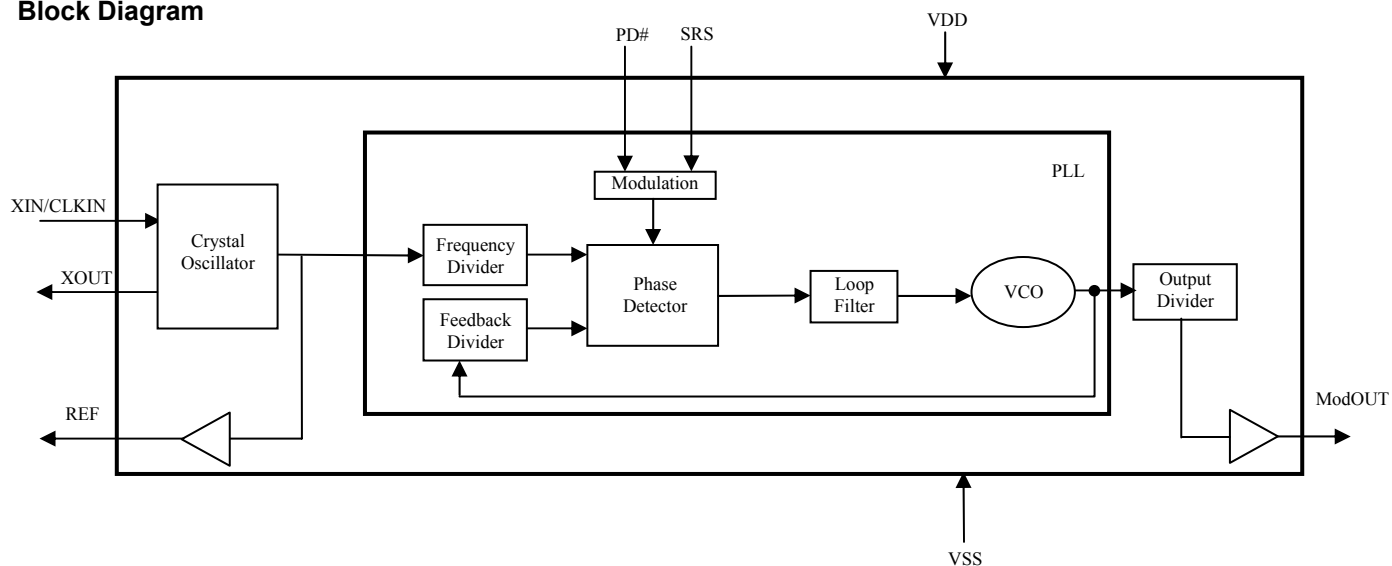 Block Diagram
VDD
PD#
SRS
PLL
Modulation
XIN/CLKIN
Crystal
Oscillator
Frequency
Divider
Phase
Detector
Loop
Filter
VCO
Output
Divider
XOUT
Feedback
Divider
REF
ModOUT
VSS